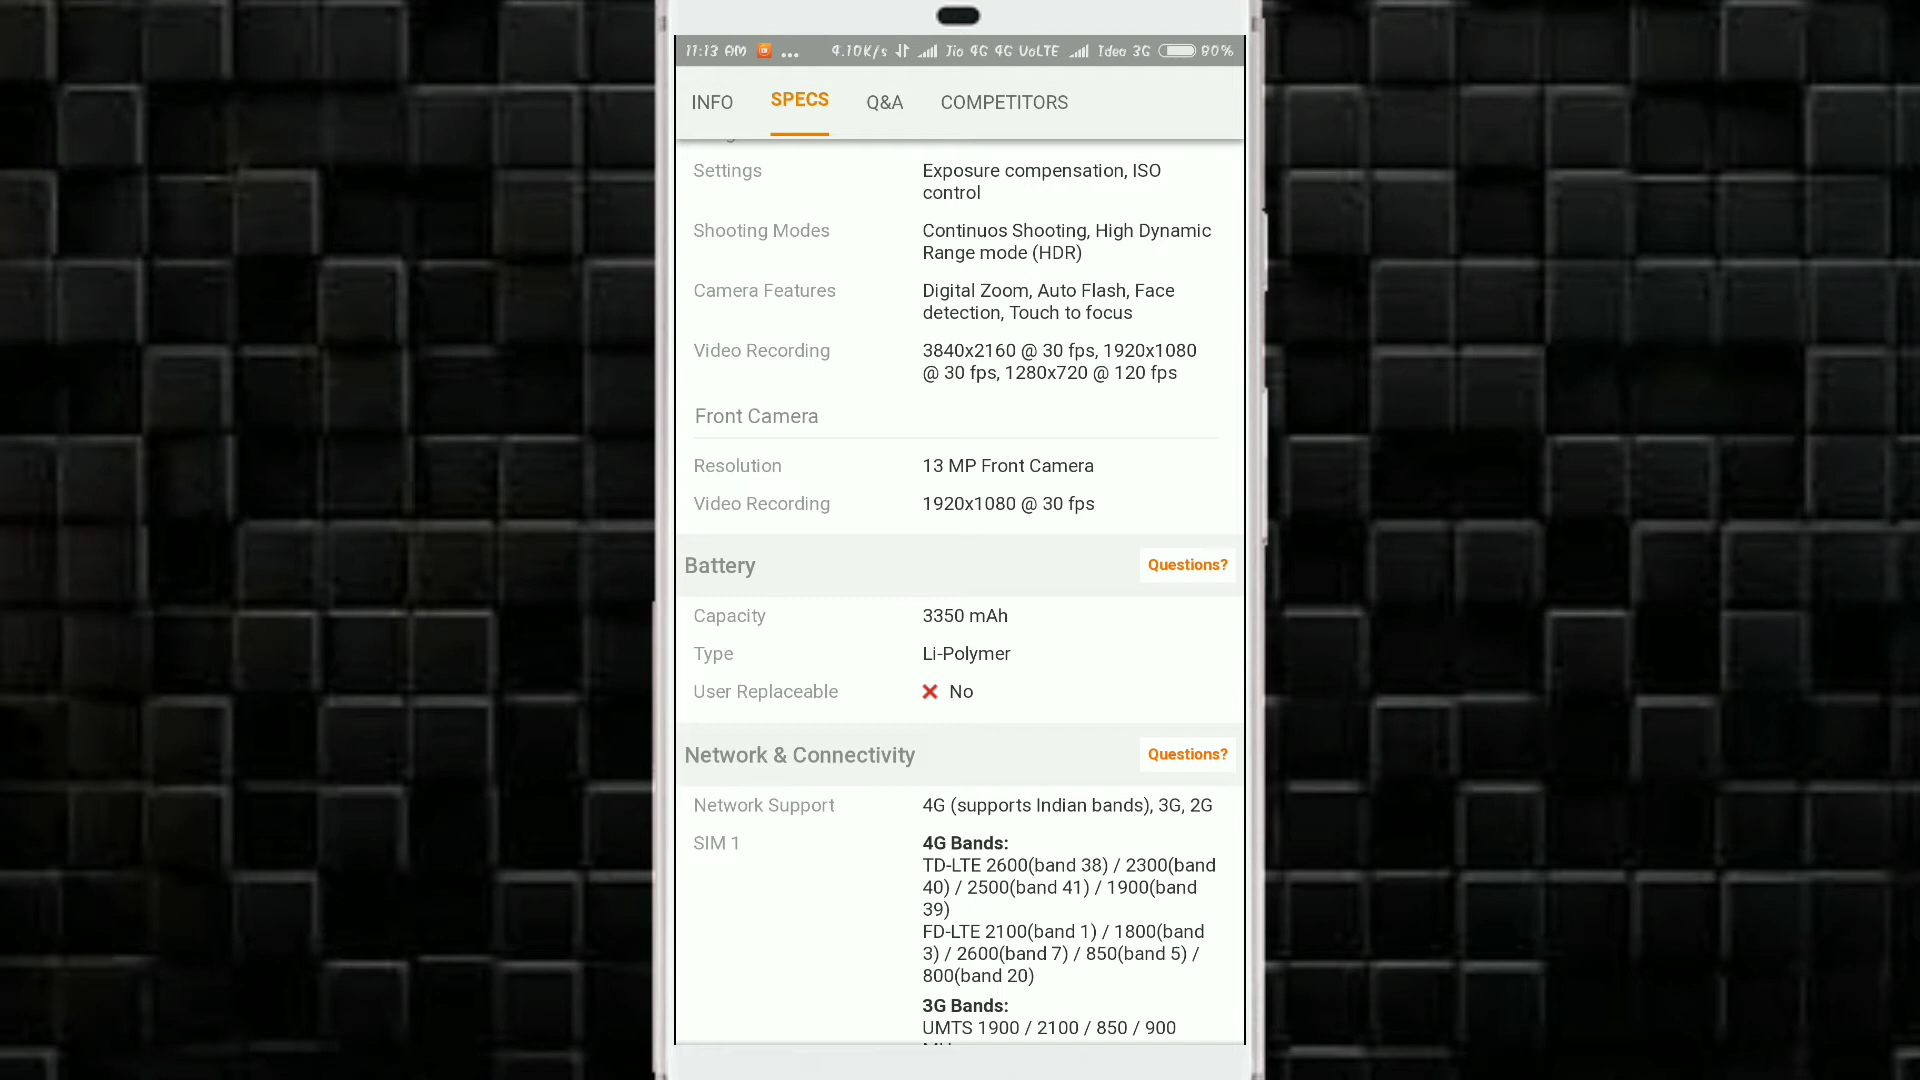 11:13 AM ... 4.10K/s Jio 4G 4G VoLTE Idea 3G 80%
INFO SPECS Q&A COMPETITORS
Settings Exposure compensation, ISO
control
Shooting Modes Continuos Shooting, High Dynamic
Range mode (HDR)
Camera Features Digital Zoom, Auto Flash, Face
detection, Touch to focus
Video Recording 3840x2160 @ 30 fps, 1920x1080
@ 30 fps, 1280x720 @ 120 fps
Front Camera
Resolution 13 MP Front Camera
Video Recording 1920x1080 @ 30 fps
Battery Questions?
Capacity 3350 mAh
Type Li-Polymer
User Replaceable No
Network & Connectivity Questions?
Network Support 4G (supports Indian bands), 3G, 2G
SIM 1 4G Bands:
TD-LTE 2600(band 38) / 2300(band
40) / 2500(band 41) / 1900(band
39)
FD-LTE 2100(band 1) / 1800(band
3) / 2600(band 7) / 850(band 5) /
800(band 20)
3G Bands:
UMTS 1900 / 2100 / 850 / 900